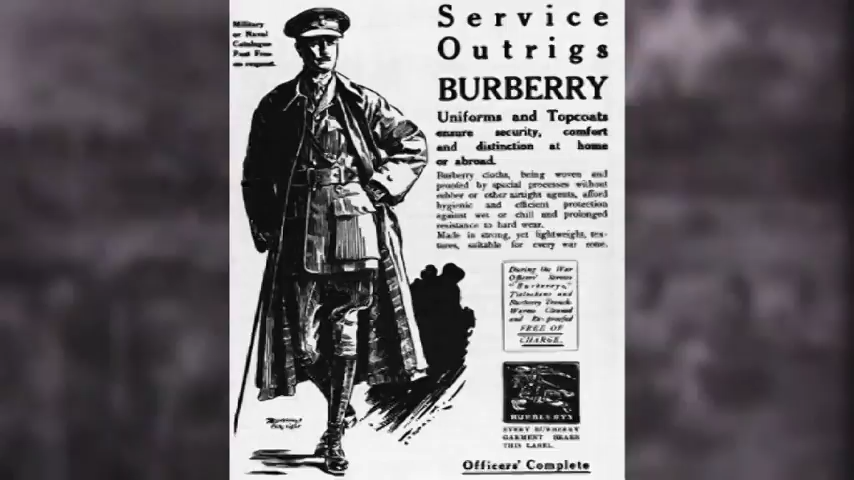 Military
or Naval
Catalogue
Post Free
on request.
Service
Outrigs
BURBERRY
Uniforms and Topcoats
ensure security, comfort
and distinction at home
or abroad.
Burberry cloths, being woven and
proofed by special processes without
rubber or other airtight agents, afford
hygienic and efficient protection
against wet or chill and prolonged
resistance to hard wear.
Made in strong, yet lightweight, tex-
tures, suitable for every war zone.
During the War
Officers' Service
"Burberrys,"
Tielockens and
Burberry Trench-
Warms Cleaned
and Re-proofed
FREE OF
CHARGE.
BURBERRYS
EVERY BURBERRY
GARMENT BEARS
THIS LABEL.
Officers' Complete